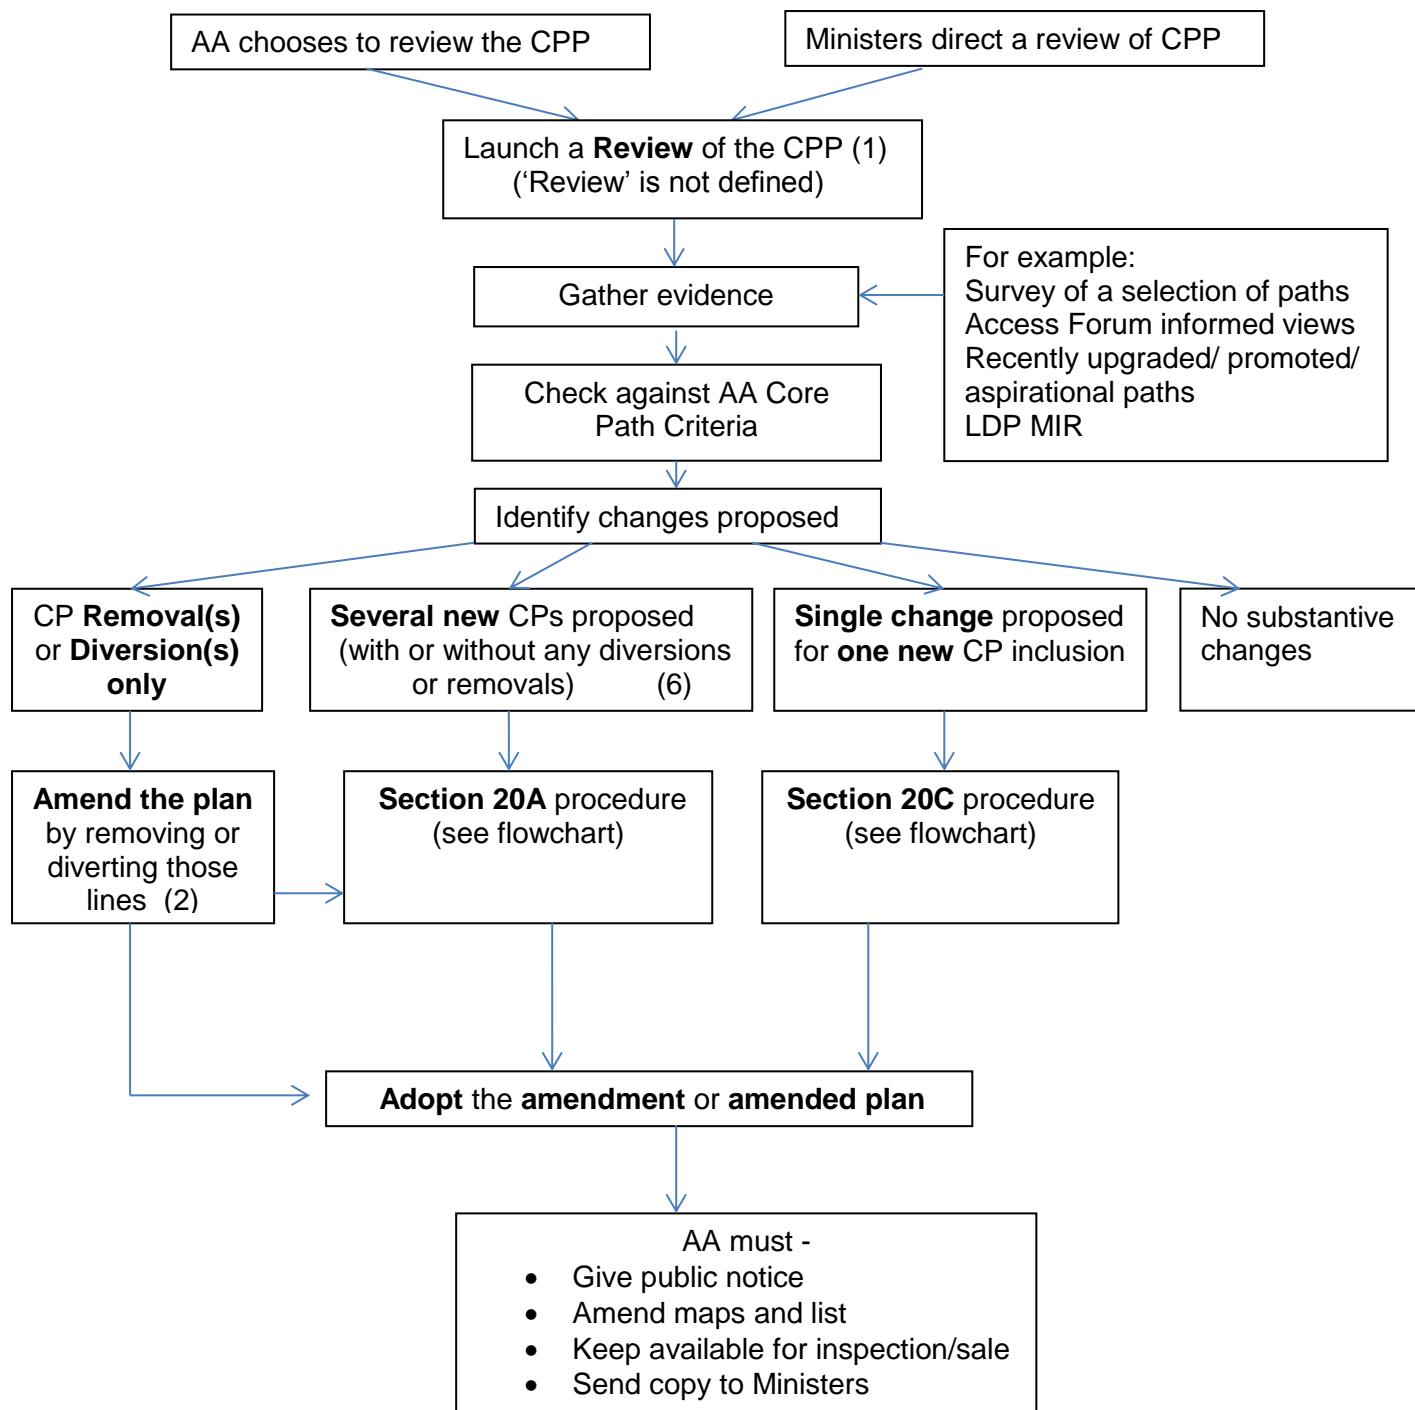 AA chooses to review the CPP
Ministers direct a review of CPP
Launch a Review of the CPP (1)
(‘Review’ is not defined)
Gather evidence
For example:
Survey of a selection of paths
Access Forum informed views
Recently upgraded/ promoted/
aspirational paths
LDP MIR
Check against AA Core
Path Criteria
Identify changes proposed
CP Removal(s)
or Diversion(s)
only
Several new CPs proposed
(with or without any diversions
or removals) (6)
Single change proposed
for one new CP inclusion
No substantive
changes
Amend the plan
by removing or
diverting those
lines (2)
Section 20A procedure
(see flowchart)
Section 20C procedure
(see flowchart)
Adopt the amendment or amended plan
AA must -
• Give public notice
• Amend maps and list
• Keep available for inspection/sale
• Send copy to Ministers